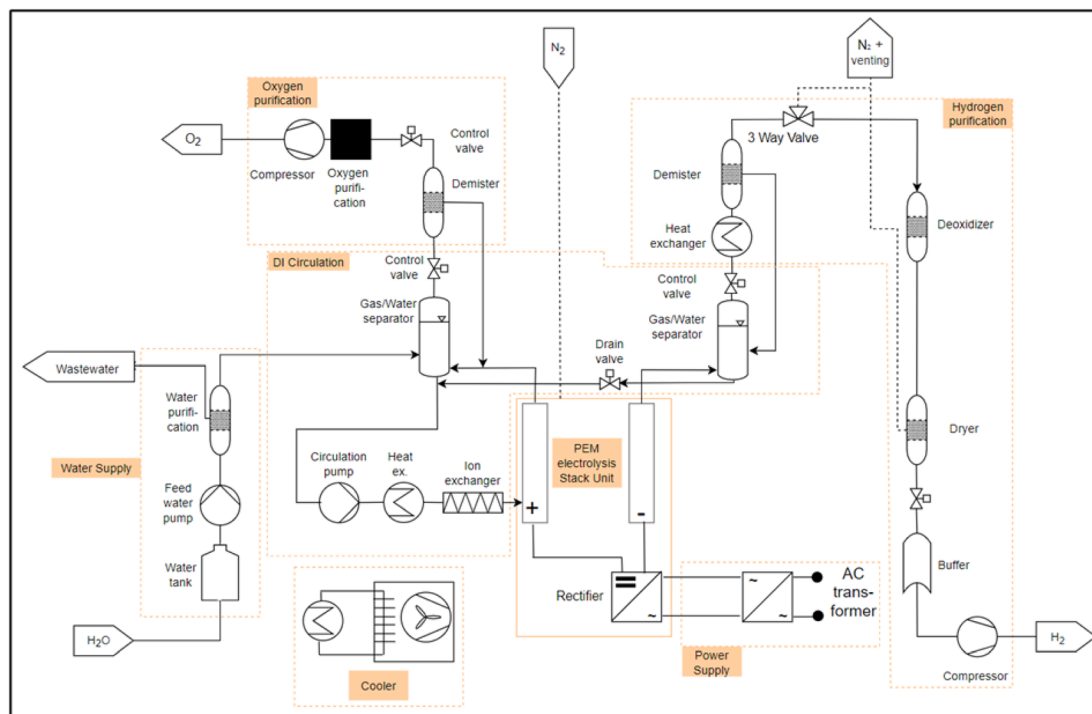 N₂
N₂ +
venting
Oxygen
purification
Hydrogen
purification
O₂
Control
valve
3 Way Valve
Compressor
Oxygen
purifi-
cation
Demister
Demister
Deoxidizer
Heat
exchanger
DI Circulation
Control
valve
Control
valve
Gas/Water
separator
Gas/Water
separator
Drain
valve
Wastewater
Water
purifi-
cation
Dryer
PEM
electrolysis
Stack Unit
Water Supply
Circulation
pump
Heat
ex.
Ion
exchanger
Feed
water
pump
+
-
Water
tank
Rectifier
=
~
~
~
AC
trans-
former
Buffer
H₂O
H₂
Power
Supply
Compressor
Cooler